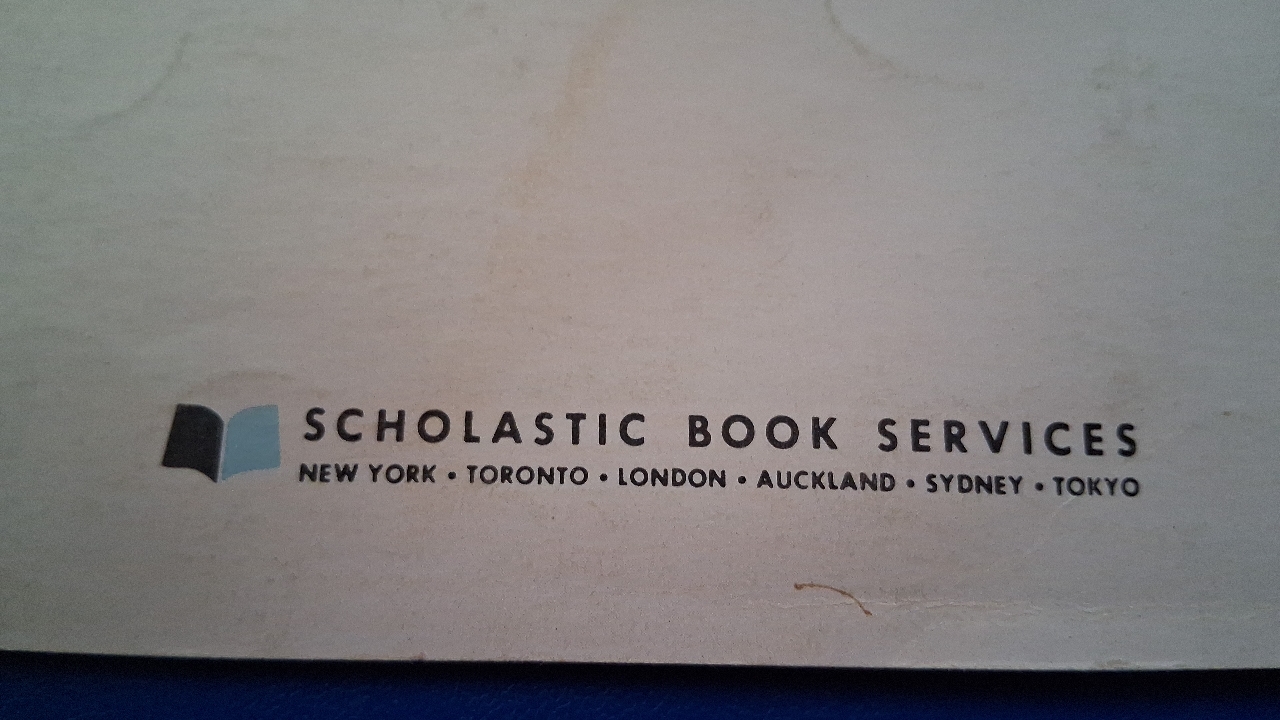 SCHOLASTIC BOOK SERVICES
NEW YORK • TORONTO • LONDON • AUCKLAND • SYDNEY • TOKYO